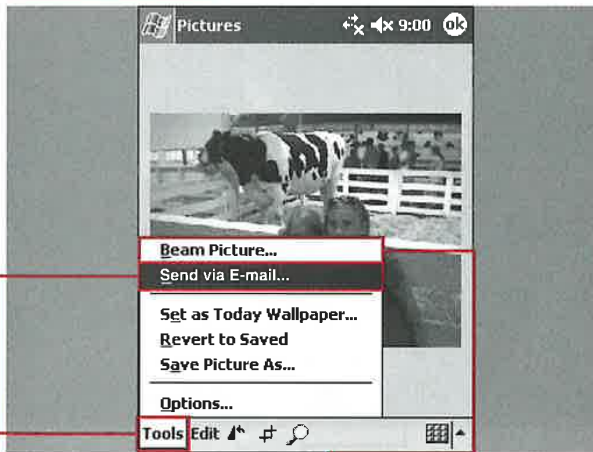 Pictures 9:00 ok
Beam Picture...
Send via E-mail...
Set as Today Wallpaper...
Revert to Saved
Save Picture As...
Options...
Tools Edit